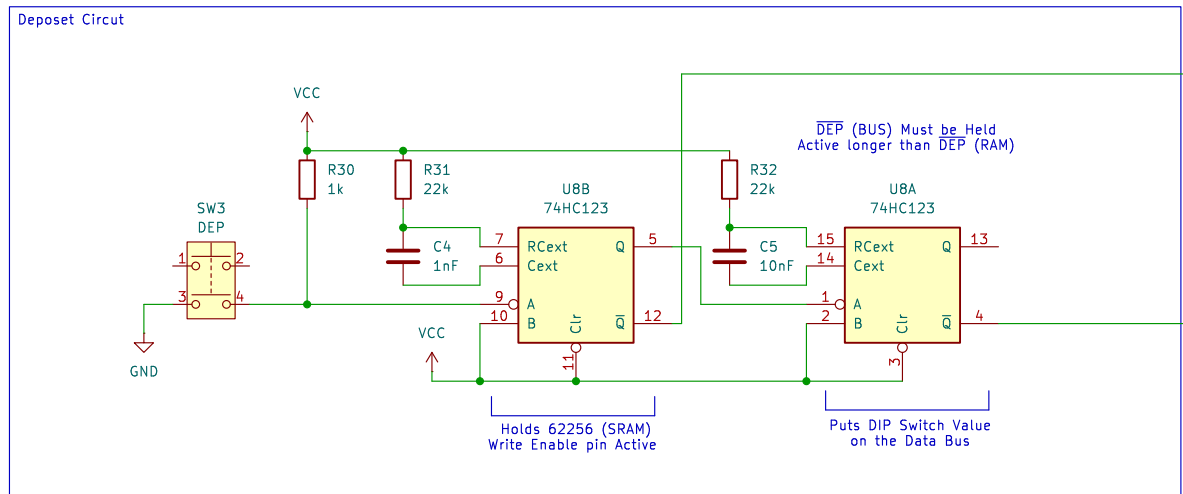 Deposet Circut
VCC
DEP (BUS) Must be Held
Active longer than DEP (RAM)
R30
1k
R31
22k
R32
22k
SW3
DEP
U8B
74HC123
U8A
74HC123
1
2
3
4
C4
1nF
7
RCext
Q
5
6
Cext
9
A
10
B
Clr
11
Q
12
C5
10nF
15
RCext
Q
13
14
Cext
1
A
2
B
Clr
3
Q
4
VCC
GND
Holds 62256 (SRAM)
Write Enable pin Active
Puts DIP Switch Value
on the Data Bus